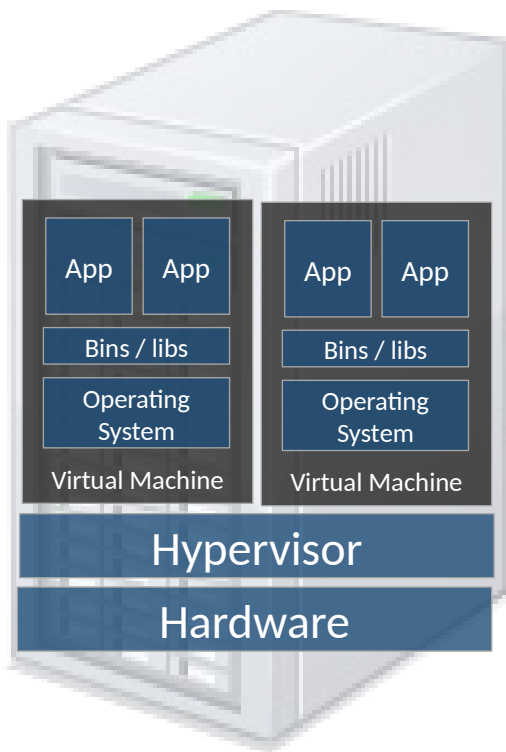 App App
Bins / libs
Operating
System
Virtual Machine
App App
Bins / libs
Operating
System
Virtual Machine
Hypervisor
Hardware